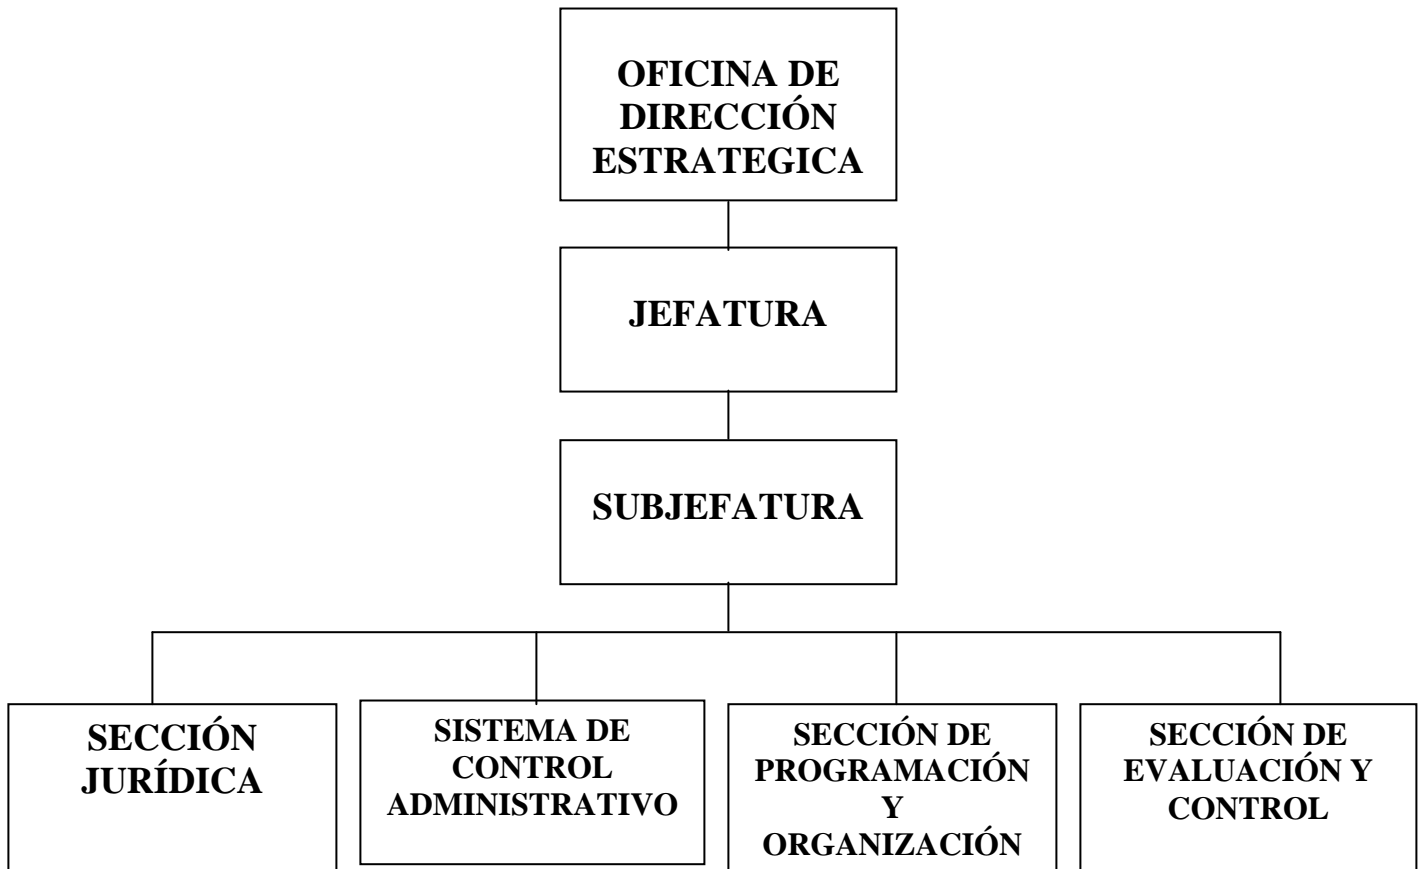 OFICINA DE
DIRECCIÓN
ESTRATEGICA
JEFATURA
SUBJEFATURA
SECCIÓN
JURÍDICA
SISTEMA DE
CONTROL
ADMINISTRATIVO
SECCIÓN DE
PROGRAMACIÓN
Y
ORGANIZACIÓN
SECCIÓN DE
EVALUACIÓN Y
CONTROL